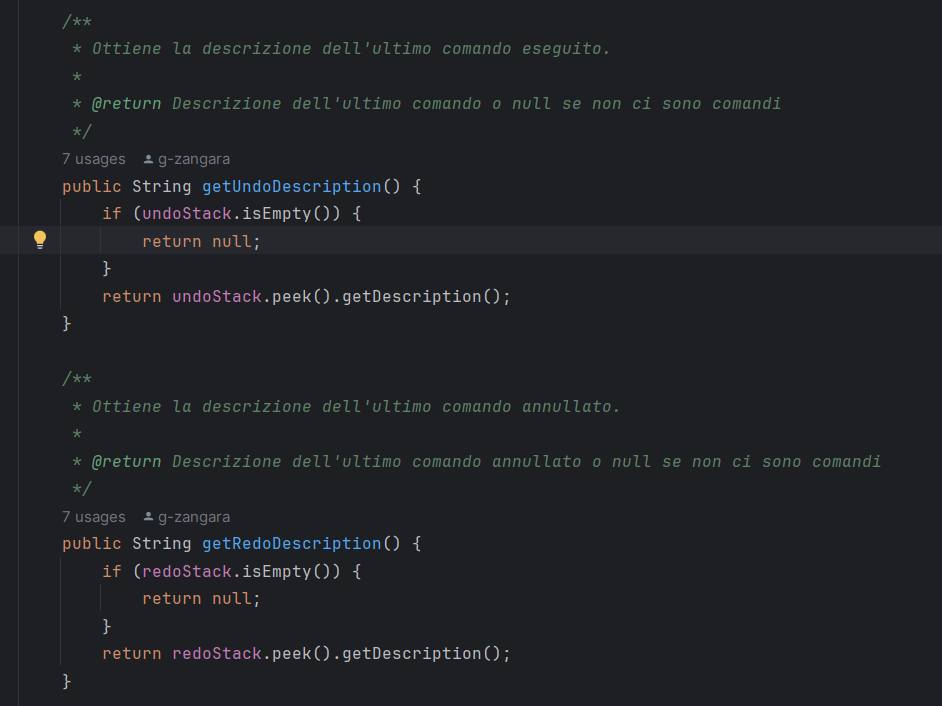 /**
 * Ottiene la descrizione dell'ultimo comando eseguito.
 *
 * @return Descrizione dell'ultimo comando o null se non ci sono comandi
 */
7 usages g-zangara
public String getUndoDescription() {
    if (undoStack.isEmpty()) {
        return null;
    }
    return undoStack.peek().getDescription();
}
/**
 * Ottiene la descrizione dell'ultimo comando annullato.
 *
 * @return Descrizione dell'ultimo comando annullato o null se non ci sono comandi
 */
7 usages g-zangara
public String getRedoDescription() {
    if (redoStack.isEmpty()) {
        return null;
    }
    return redoStack.peek().getDescription();
}